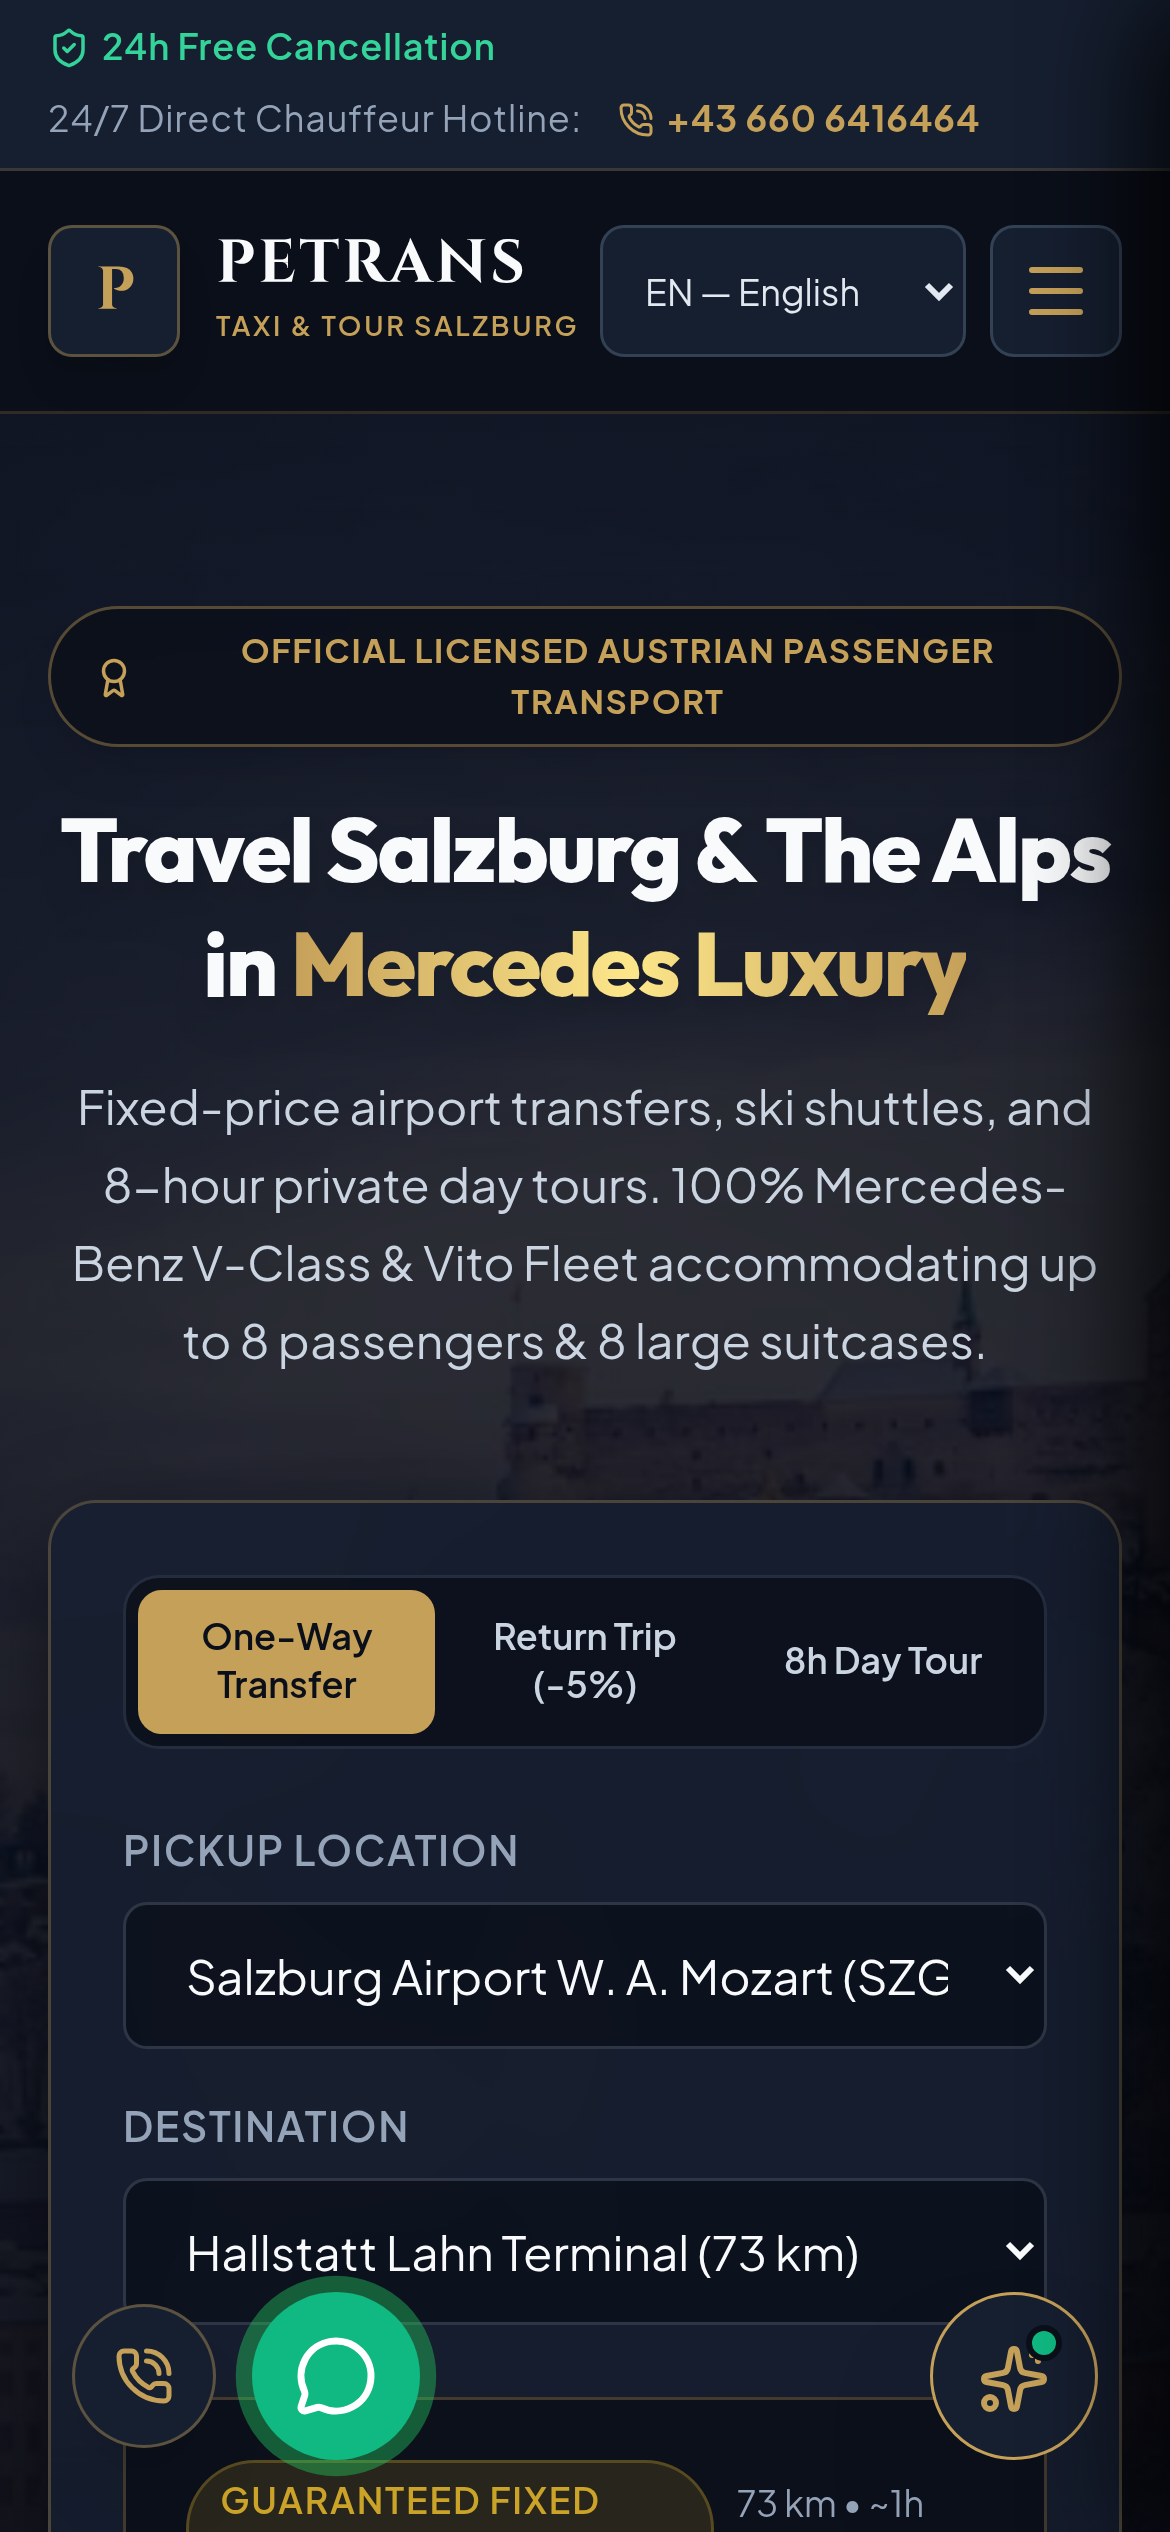 24h Free Cancellation
24/7 Direct Chauffeur Hotline: +43 660 6416464
P
PETRANS
TAXI & TOUR SALZBURG
EN — English
OFFICIAL LICENSED AUSTRIAN PASSENGER
TRANSPORT
Travel Salzburg & The Alps
in Mercedes Luxury
Fixed-price airport transfers, ski shuttles, and
8–hour private day tours. 100% Mercedes-
Benz V-Class & Vito Fleet accommodating up
to 8 passengers & 8 large suitcases.
One-Way
Transfer
Return Trip
(-5%)
8h Day Tour
PICKUP LOCATION
Salzburg Airport W. A. Mozart (SZG
DESTINATION
Hallstatt Lahn Terminal (73 km)
GUARANTEED FIXED
73 km • ~1h